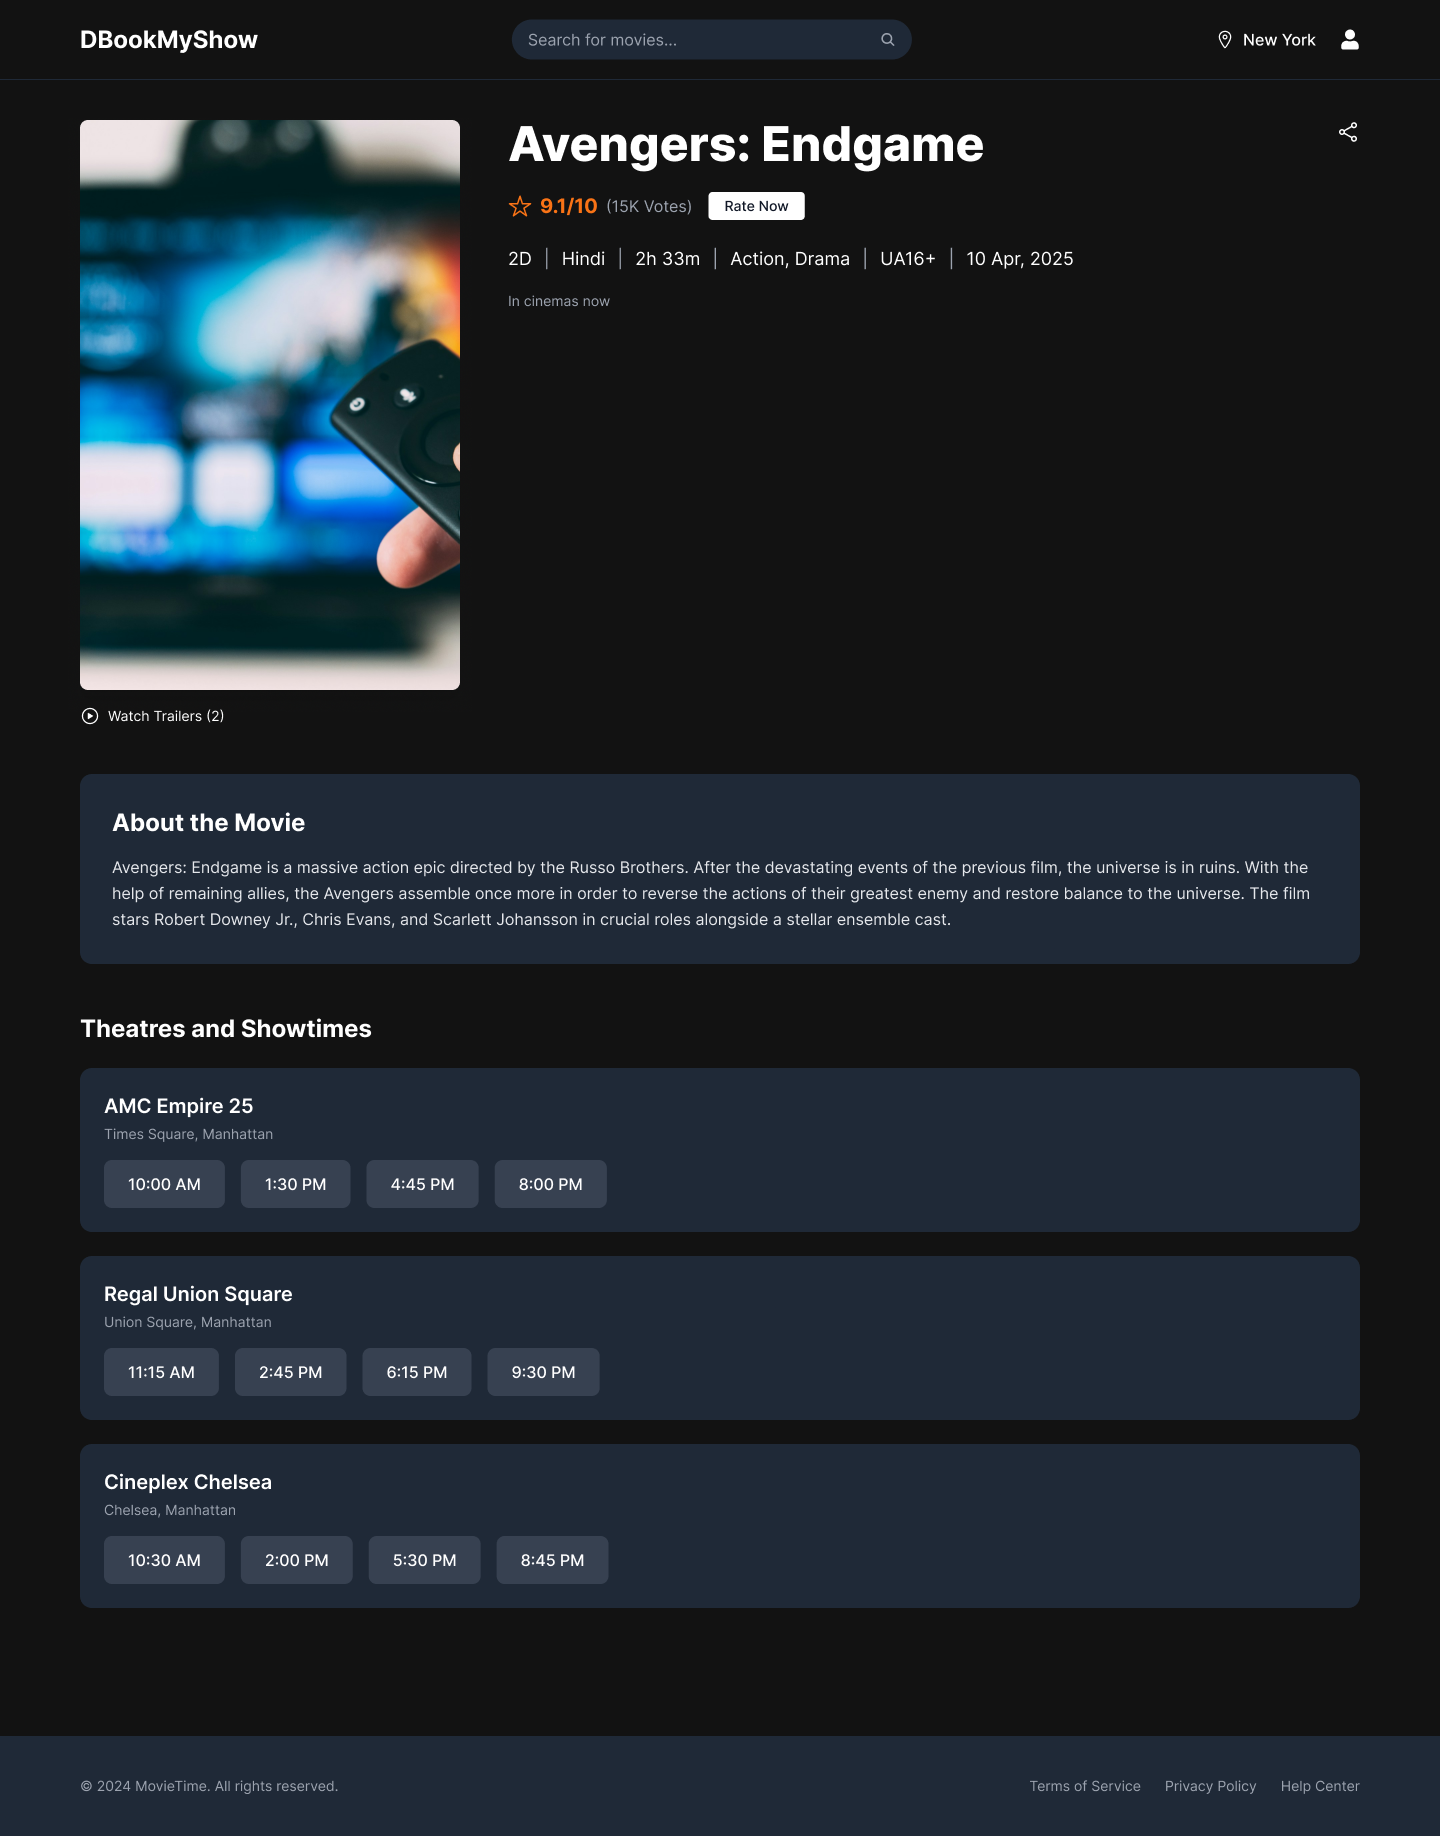 DBookMyShow
Search for movies...
New York
Avengers: Endgame
9.1/10 (15K Votes) Rate Now
2D | Hindi | 2h 33m | Action, Drama | UA16+ | 10 Apr, 2025
In cinemas now
Watch Trailers (2)
About the Movie
Avengers: Endgame is a massive action epic directed by the Russo Brothers. After the devastating events of the previous film, the universe is in ruins. With the
help of remaining allies, the Avengers assemble once more in order to reverse the actions of their greatest enemy and restore balance to the universe. The film
stars Robert Downey Jr., Chris Evans, and Scarlett Johansson in crucial roles alongside a stellar ensemble cast.
Theatres and Showtimes
AMC Empire 25
Times Square, Manhattan
10:00 AM 1:30 PM 4:45 PM 8:00 PM
Regal Union Square
Union Square, Manhattan
11:15 AM 2:45 PM 6:15 PM 9:30 PM
Cineplex Chelsea
Chelsea, Manhattan
10:30 AM 2:00 PM 5:30 PM 8:45 PM
© 2024 MovieTime. All rights reserved.
Terms of Service Privacy Policy Help Center